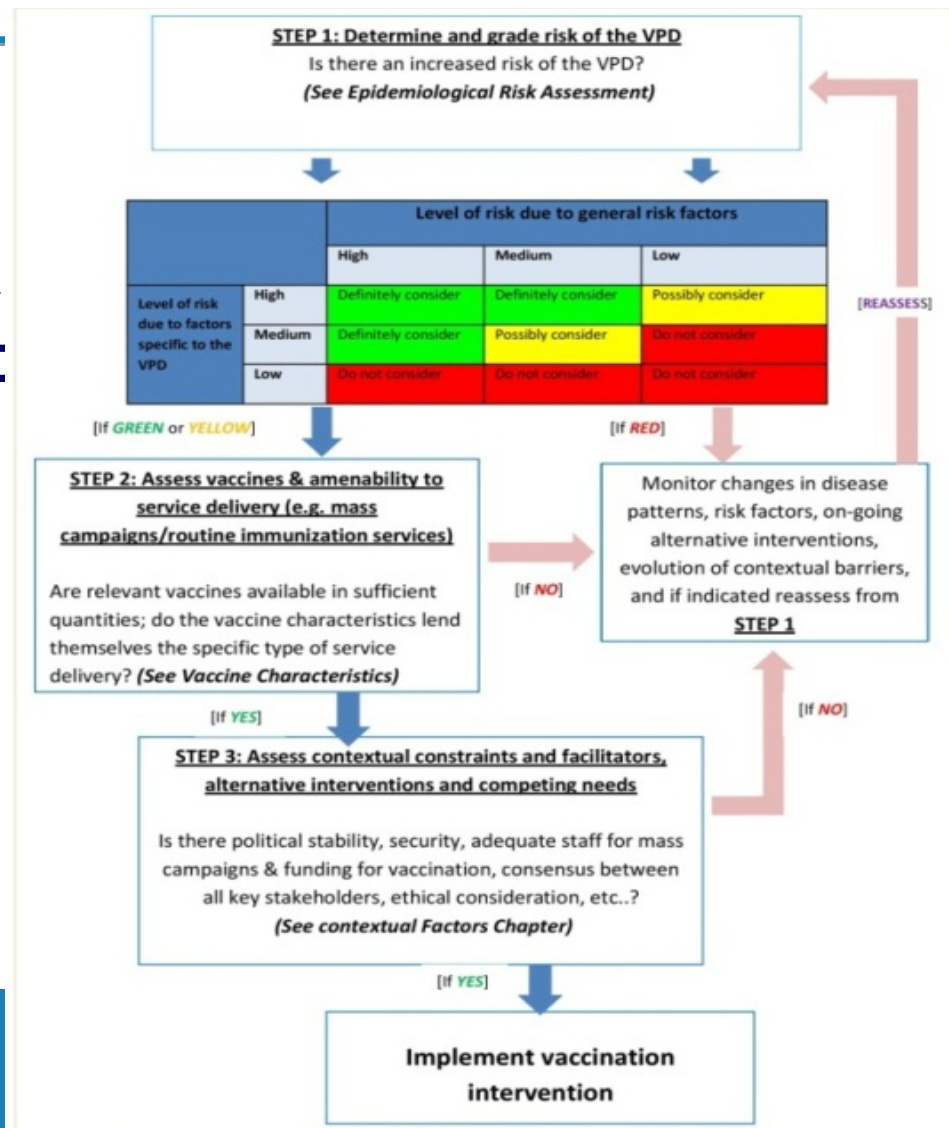 STEP 1: Determine and grade risk of the VPD
Is there an increased risk of the VPD?
(See Epidemiological Risk Assessment)
Level of risk due to general risk factors
High
Medium
Low
Level of risk
due to factors
specific to the
VPD
High
Definitely consider
Definitely consider
Possibly consider
Medium
Definitely consider
Possibly consider
Do not consider
Low
Do not consider
Do not consider
Do not consider
[REASSESS]
[If GREEN or YELLOW]
[If RED]
STEP 2: Assess vaccines & amenability to
service delivery (e.g. mass
campaigns/routine immunization services)
Are relevant vaccines available in sufficient
quantities; do the vaccine characteristics lend
themselves the specific type of service
delivery? (See Vaccine Characteristics)
[If NO]
Monitor changes in disease
patterns, risk factors, on-going
alternative interventions,
evolution of contextual barriers,
and if indicated reassess from
STEP 1
[If YES]
[If NO]
STEP 3: Assess contextual constraints and facilitators,
alternative interventions and competing needs
Is there political stability, security, adequate staff for mass
campaigns & funding for vaccination, consensus between
all key stakeholders, ethical consideration, etc..?
(See contextual Factors Chapter)
[If YES]
Implement vaccination
intervention